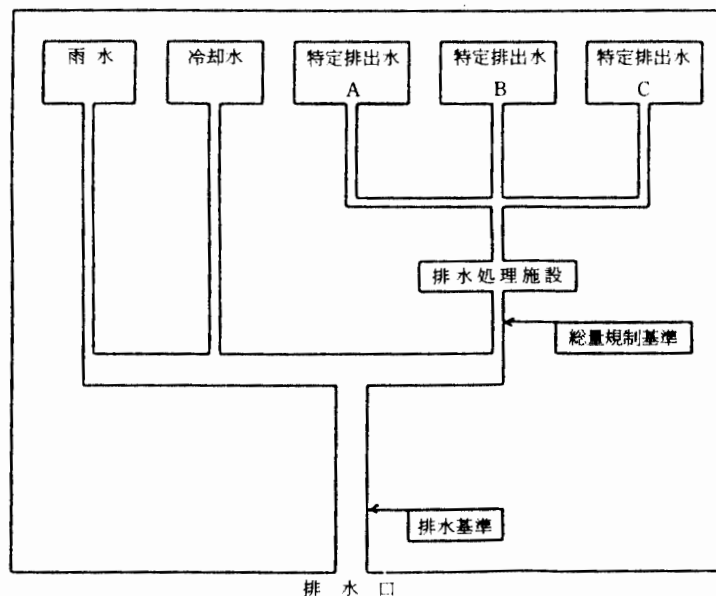 雨水
冷却水
特定排出水
A
特定排出水
B
特定排出水
C
排水処理施設
総量規制基準
排水基準
排水口